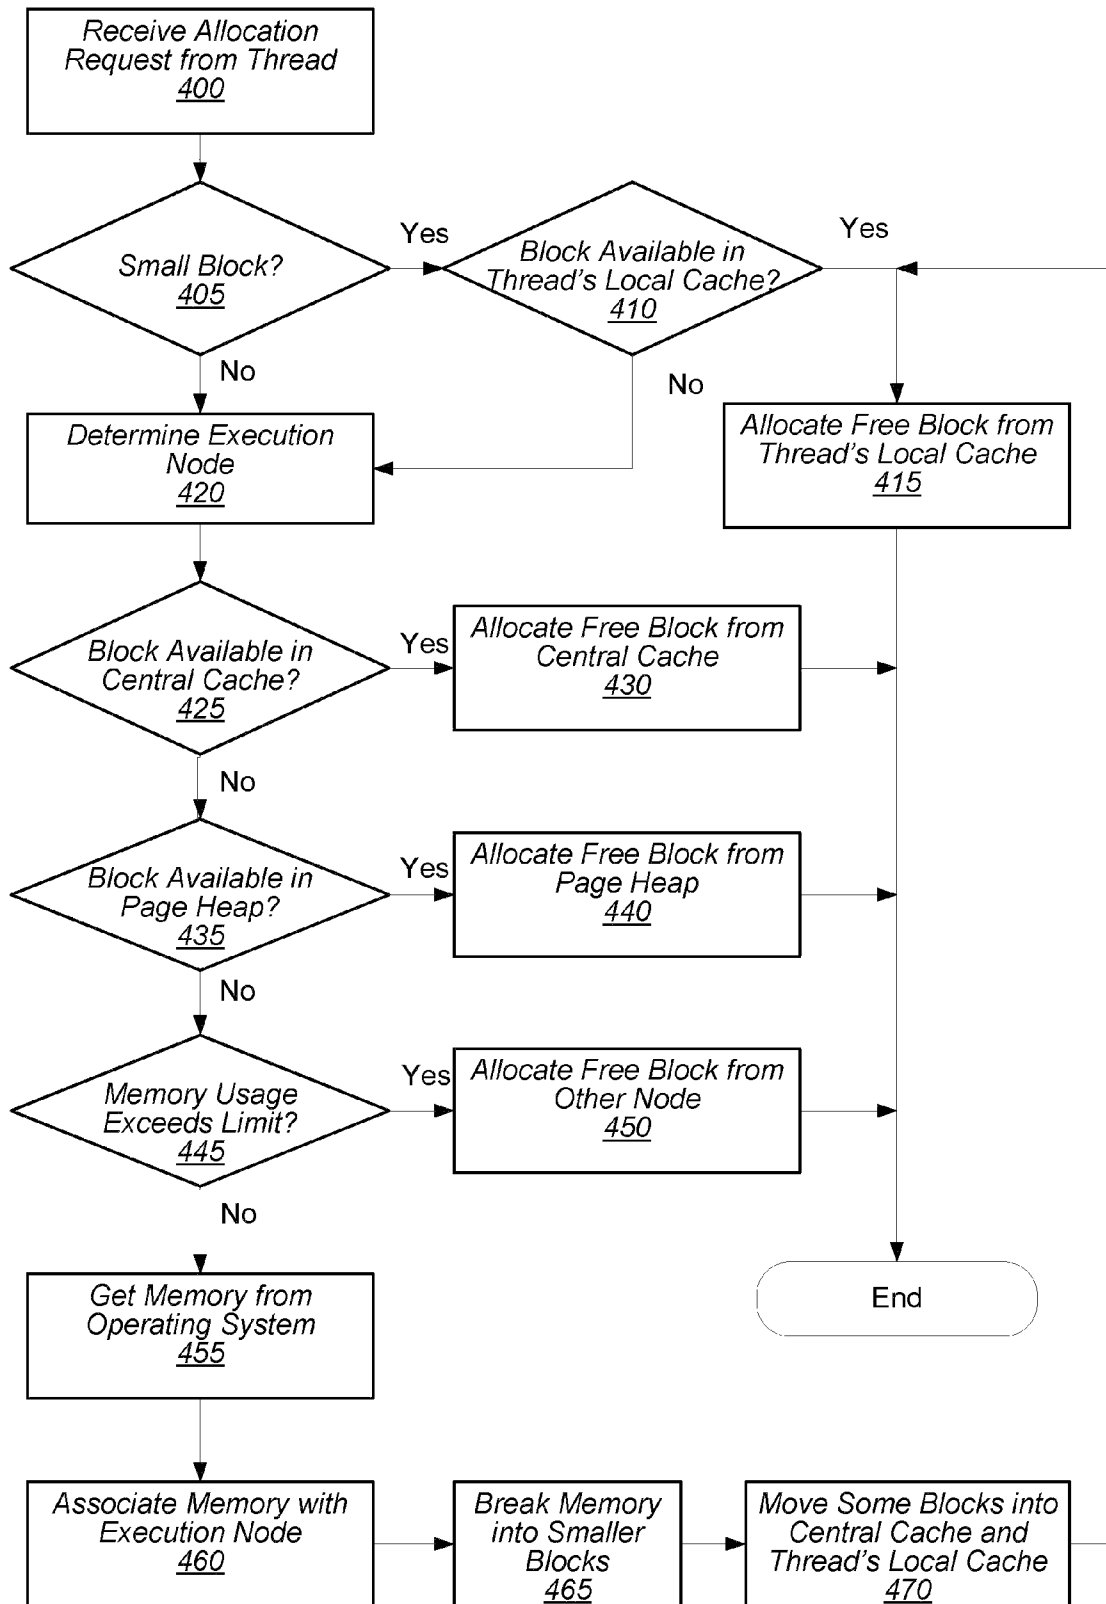 Receive Allocation
Request from Thread
400
Small Block?
405
Yes
Block Available in
Thread's Local Cache?
410
Yes
No
No
Determine Execution
Node
420
Allocate Free Block from
Thread's Local Cache
415
Block Available in
Central Cache?
425
Yes
Allocate Free Block from
Central Cache
430
No
Block Available in
Page Heap?
435
Yes
Allocate Free Block from
Page Heap
440
No
Memory Usage
Exceeds Limit?
445
Yes
Allocate Free Block from
Other Node
450
No
Get Memory from
Operating System
455
End
Associate Memory with
Execution Node
460
Break Memory
into Smaller
Blocks
465
Move Some Blocks into
Central Cache and
Thread's Local Cache
470